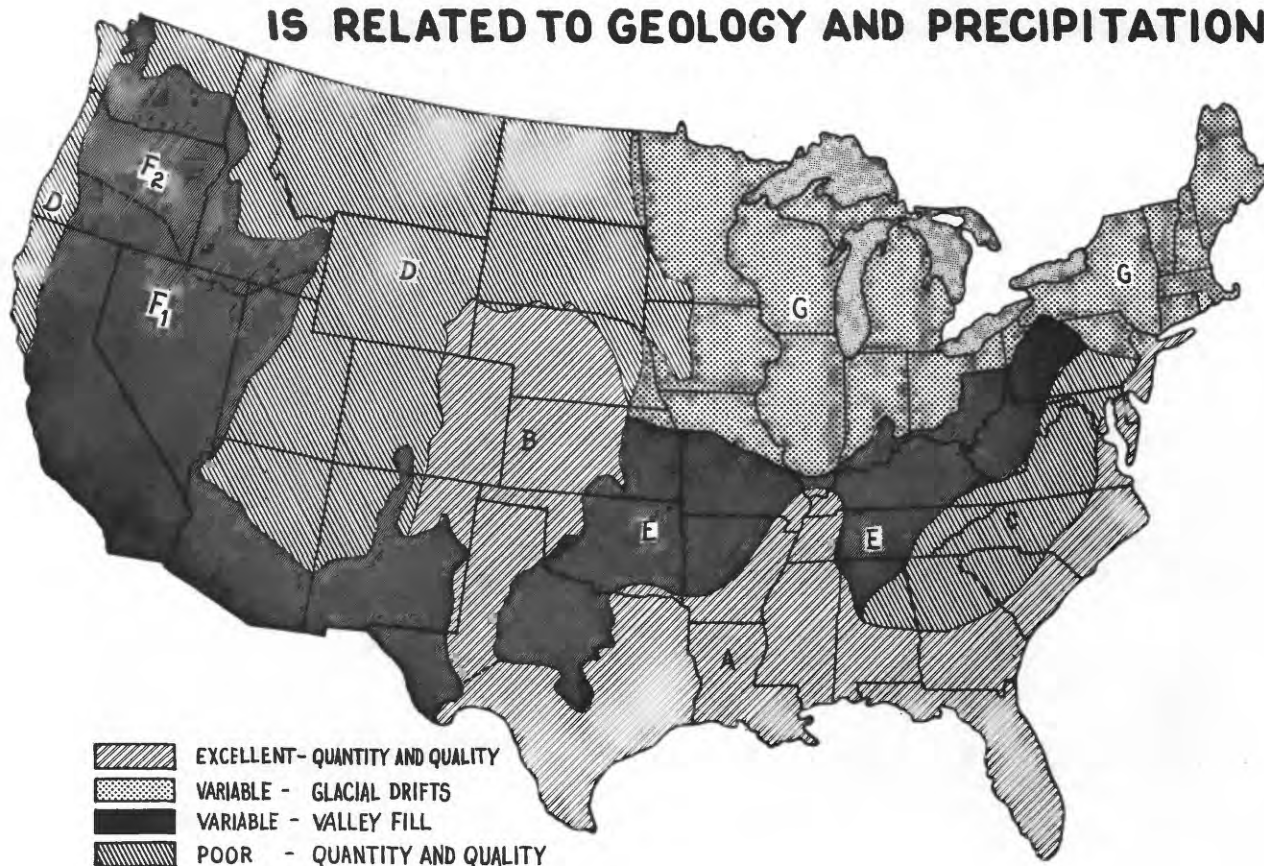 IS RELATED TO GEOLOGY AND PRECIPITATION
F2
D
F1
D
G
G
B
E
E
C
A
EXCELLENT- QUANTITY AND QUALITY
VARIABLE - GLACIAL DRIFTS
VARIABLE - VALLEY FILL
POOR - QUANTITY AND QUALITY